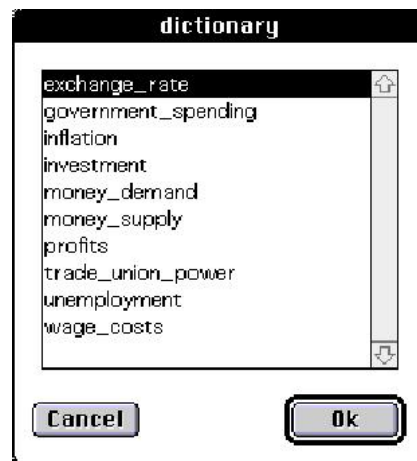 dictionary
exchange_rate
government_spending
inflation
investment
money_demand
money_supply
profits
trade_union_power
unemployment
wage_costs
Cancel
Ok